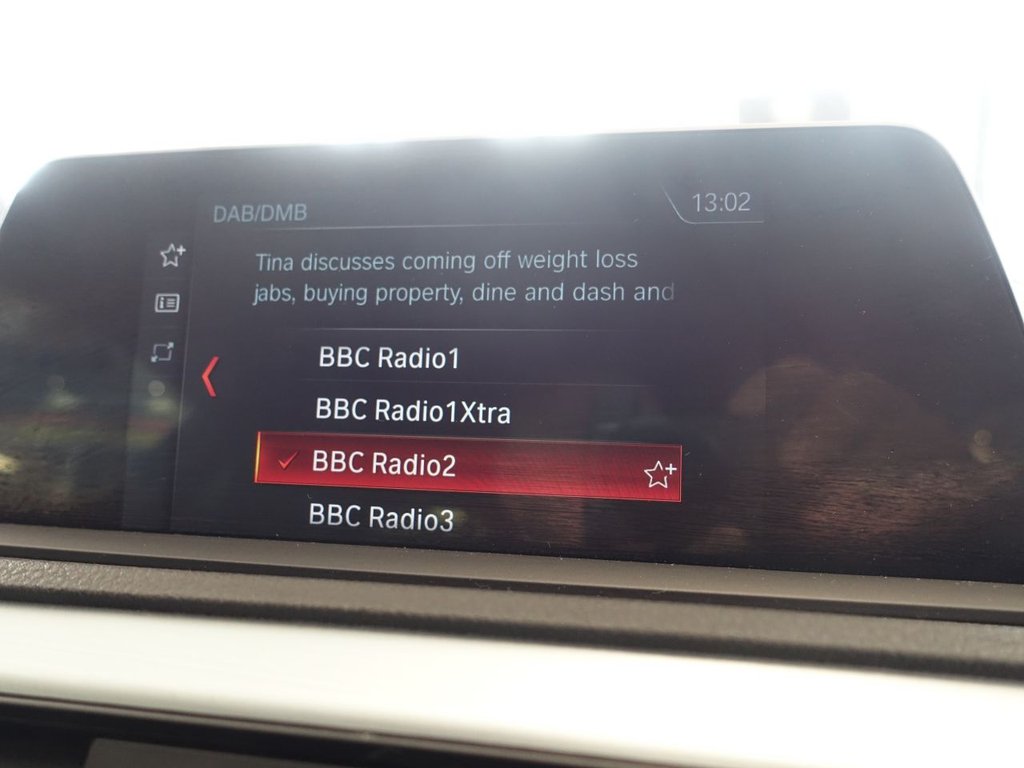 DAB/DMB
13:02
Tina discusses coming off weight loss
jabs, buying property, dine and dash and
BBC Radio1
BBC Radio1Xtra
BBC Radio2
BBC Radio3